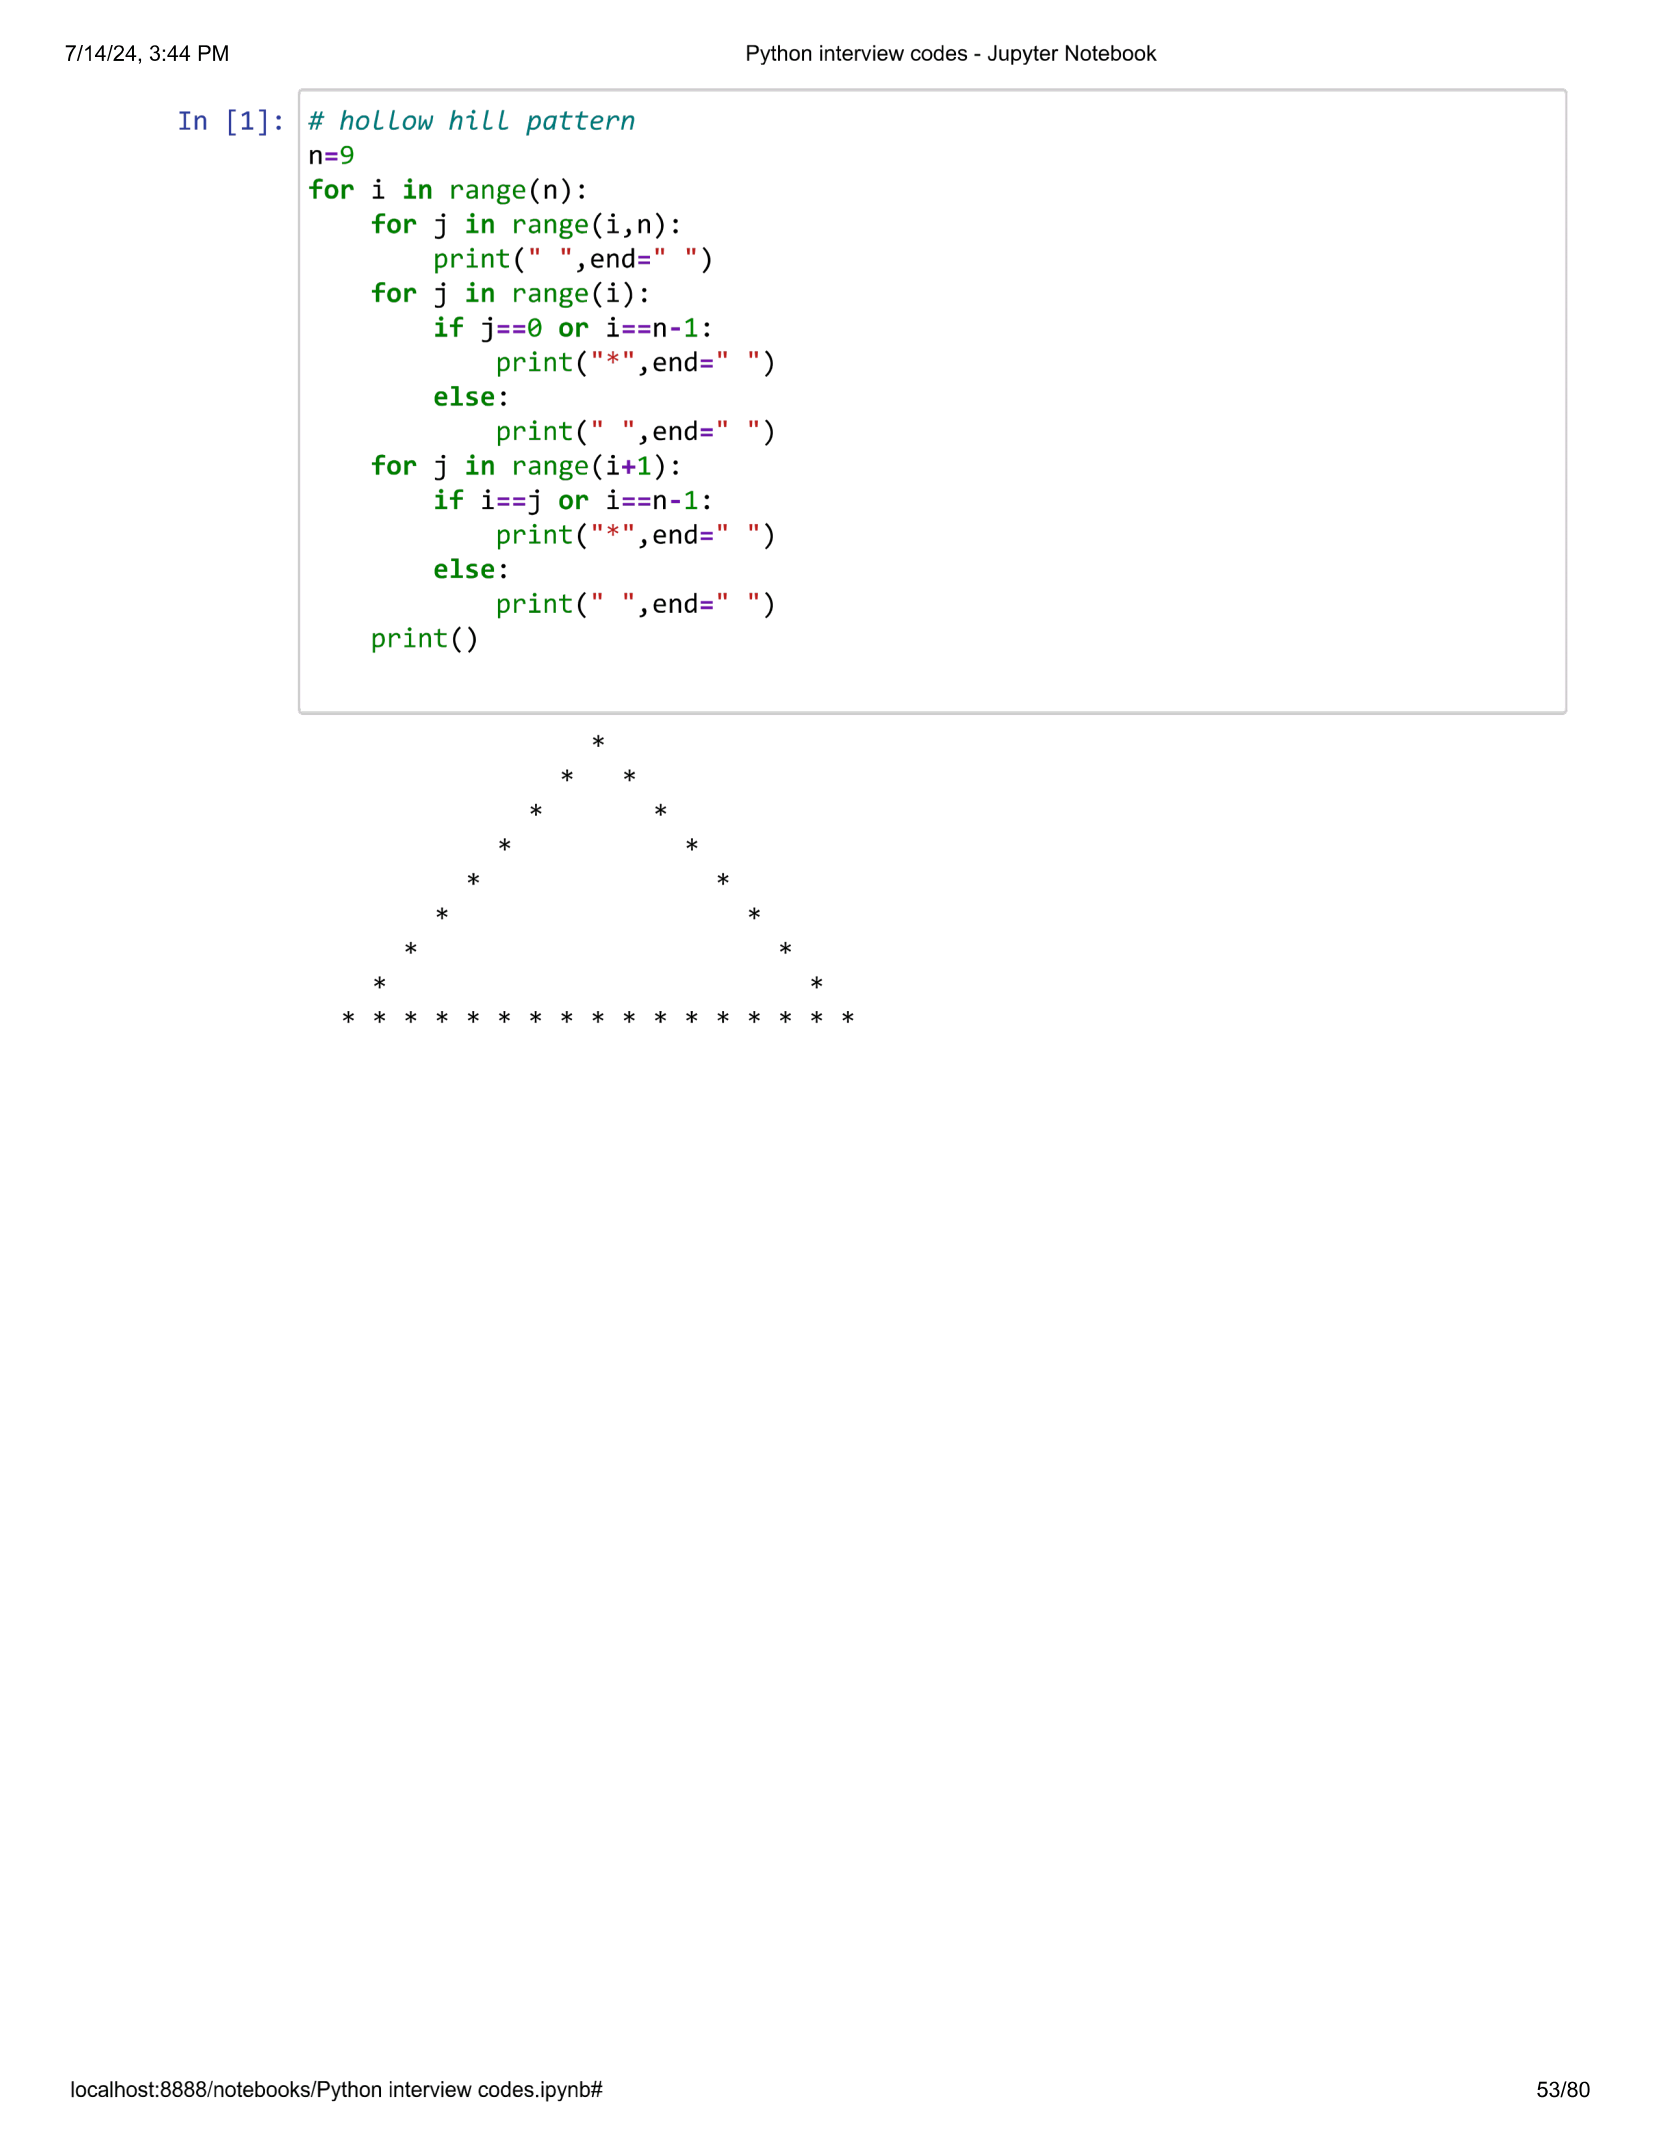 7/14/24, 3:44 PM Python interview codes - Jupyter Notebook
In [1]: # hollow hill pattern
n=9
for i in range(n):
    for j in range(i,n):
        print(" ",end=" ")
    for j in range(i):
        if j==0 or i==n-1:
            print("*",end=" ")
        else:
            print(" ",end=" ")
    for j in range(i+1):
        if i==j or i==n-1:
            print("*",end=" ")
        else:
            print(" ",end=" ")
    print()
                  *
                *   *
              *       *
            *           *
          *               *
        *                   *
      *                       *
    *                           *
  * * * * * * * * * * * * * * * * *
localhost:8888/notebooks/Python interview codes.ipynb# 53/80